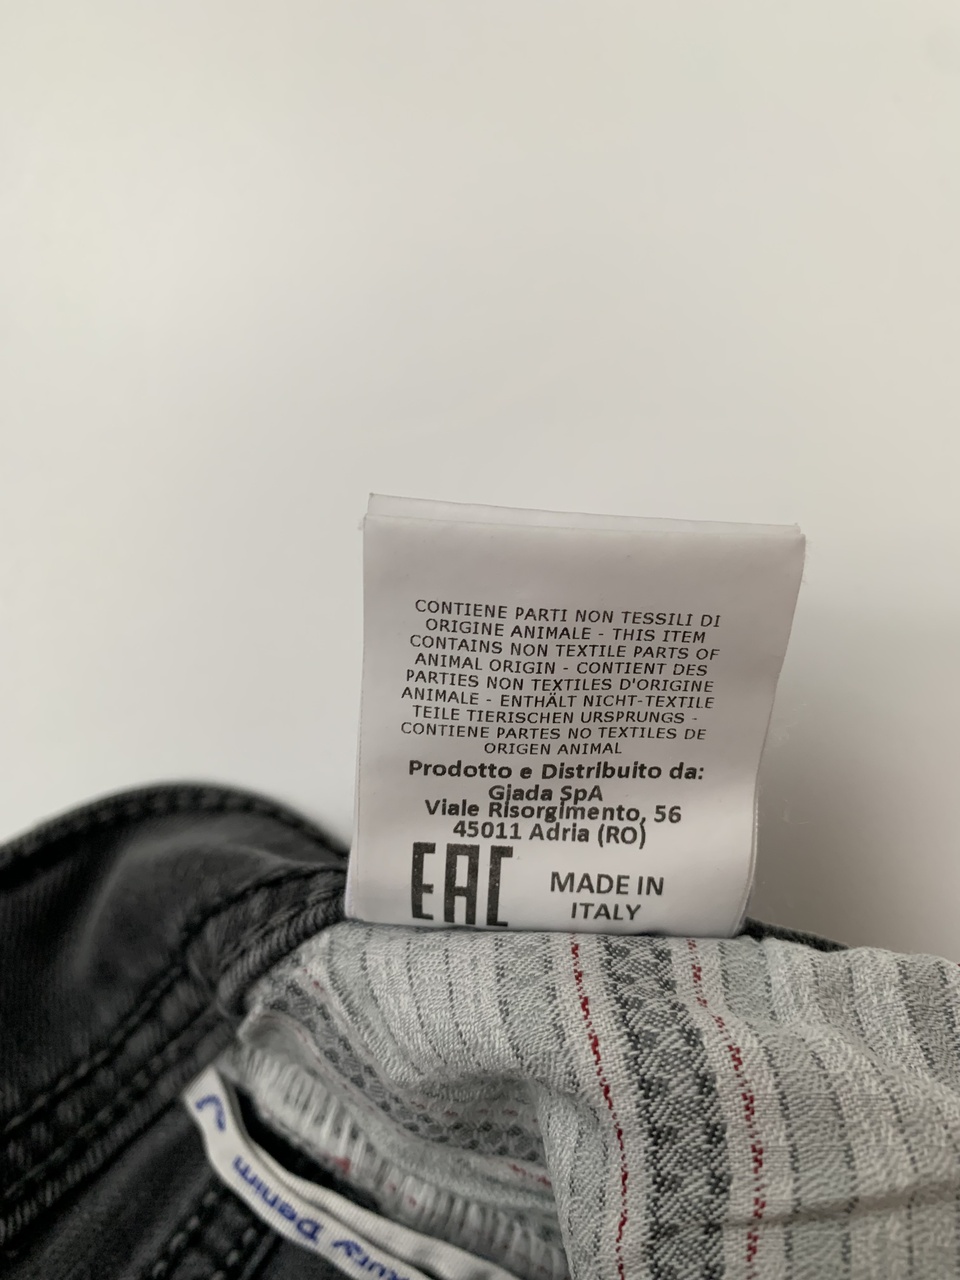 CONTIENE PARTI NON TESSILI DI
ORIGINE ANIMALE - THIS ITEM
CONTAINS NON TEXTILE PARTS OF
ANIMAL ORIGIN - CONTIENT DES
PARTIES NON TEXTILES D'ORIGINE
ANIMALE - ENTHÄLT NICHT-TEXTILE
TEILE TIERISCHEN URSPRUNGS -
CONTIENE PARTES NO TEXTILES DE
ORIGEN ANIMAL
Prodotto e Distribuito da:
Giada SpA
Viale Risorgimento, 56
45011 Adria (RO)
EAC
MADE IN
ITALY
Denim